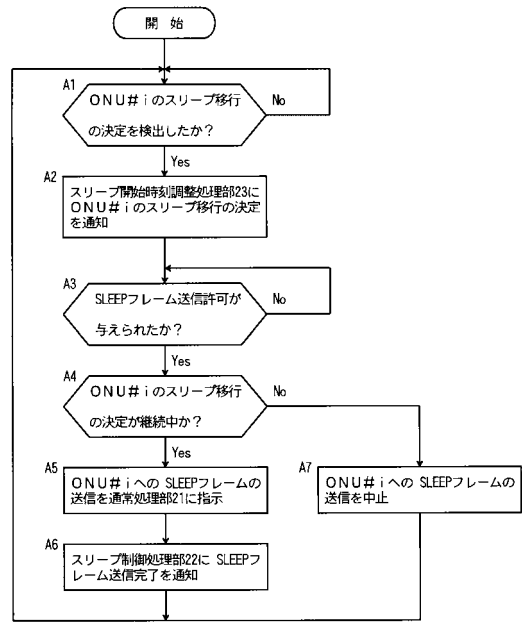 開 始
A1
ONU#iのスリープ移行
の決定を検出したか？
No
Yes
A2
スリープ開始時刻調整処理部23に
ONU#iのスリープ移行の決定
を通知
A3
SLEEPフレーム送信許可が
与えられたか？
No
Yes
A4
ONU#iのスリープ移行
の決定が継続中か？
No
Yes
A5
ONU#iへの SLEEPフレームの
送信を通常処理部21に指示
A7
ONU#iへの SLEEPフレームの
送信を中止
A6
スリープ制御処理部22に SLEEPフ
レーム送信完了を通知